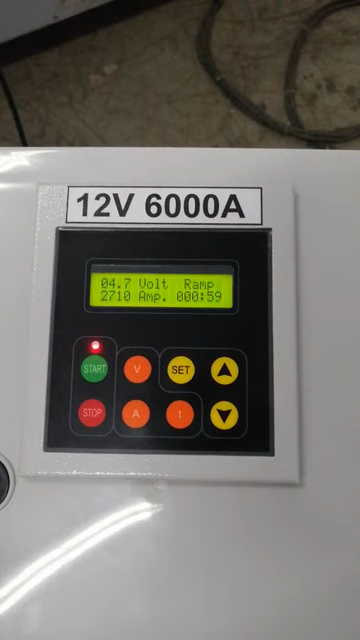 12V 6000A
04.7 Volt Ramp
2710 Amp. 000:59
START V SET
STOP A t